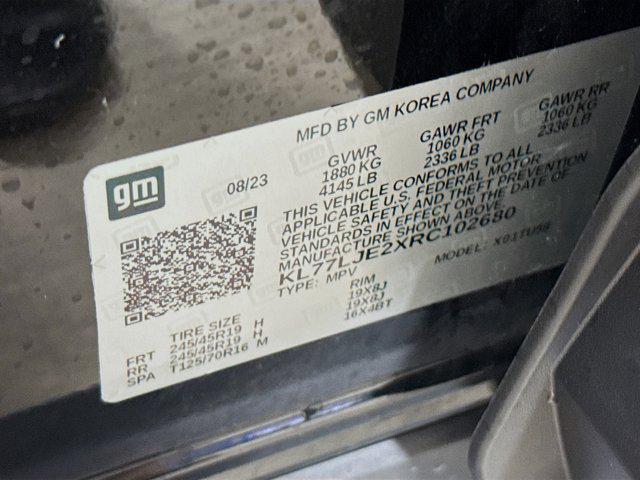 MFD BY GM KOREA COMPANY
gm
08/23
GVWR GAWR FRT GAWR RR
1880 KG 1060 KG 1060 KG
4145 LB 2336 LB 2336 LB
THIS VEHICLE CONFORMS TO ALL
APPLICABLE U.S. FEDERAL MOTOR
VEHICLE SAFETY AND THEFT PREVENTION
STANDARDS IN EFFECT ON THE DATE OF
MANUFACTURE SHOWN ABOVE.
KL77LJE2XRC102680
TYPE: MPV MODEL:
TIRE SIZE RIM
FRT 245/45R19 H 19X8J
RR 245/45R19 H 19X8J
SPA T125/70R16 M 16X4BT